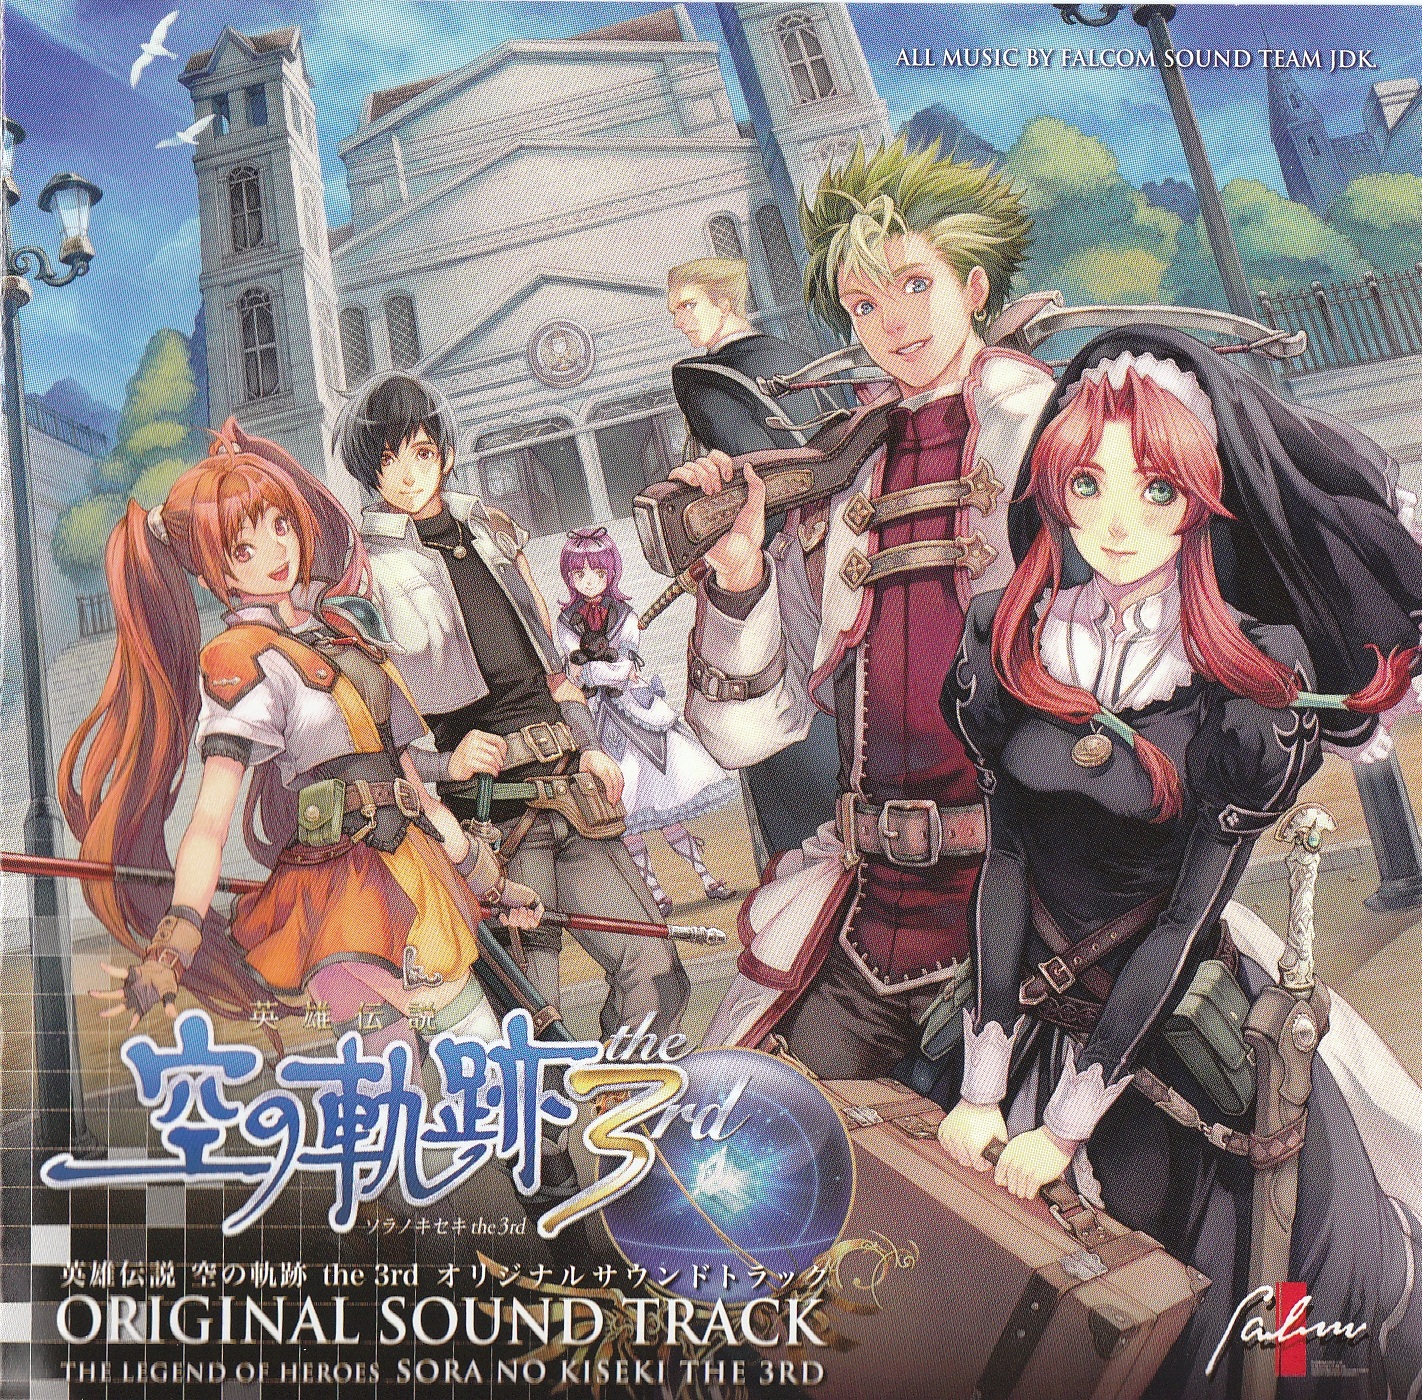 ALL MUSIC BY FALCOM SOUND TEAM JDK.
英雄伝説
空の軌跡 the 3rd
ソラノキセキ the 3rd
英雄伝説 空の軌跡 the 3rd オリジナルサウンドトラック
ORIGINAL SOUND TRACK
THE LEGEND OF HEROES SORA NO KISEKI THE 3RD
Falcom